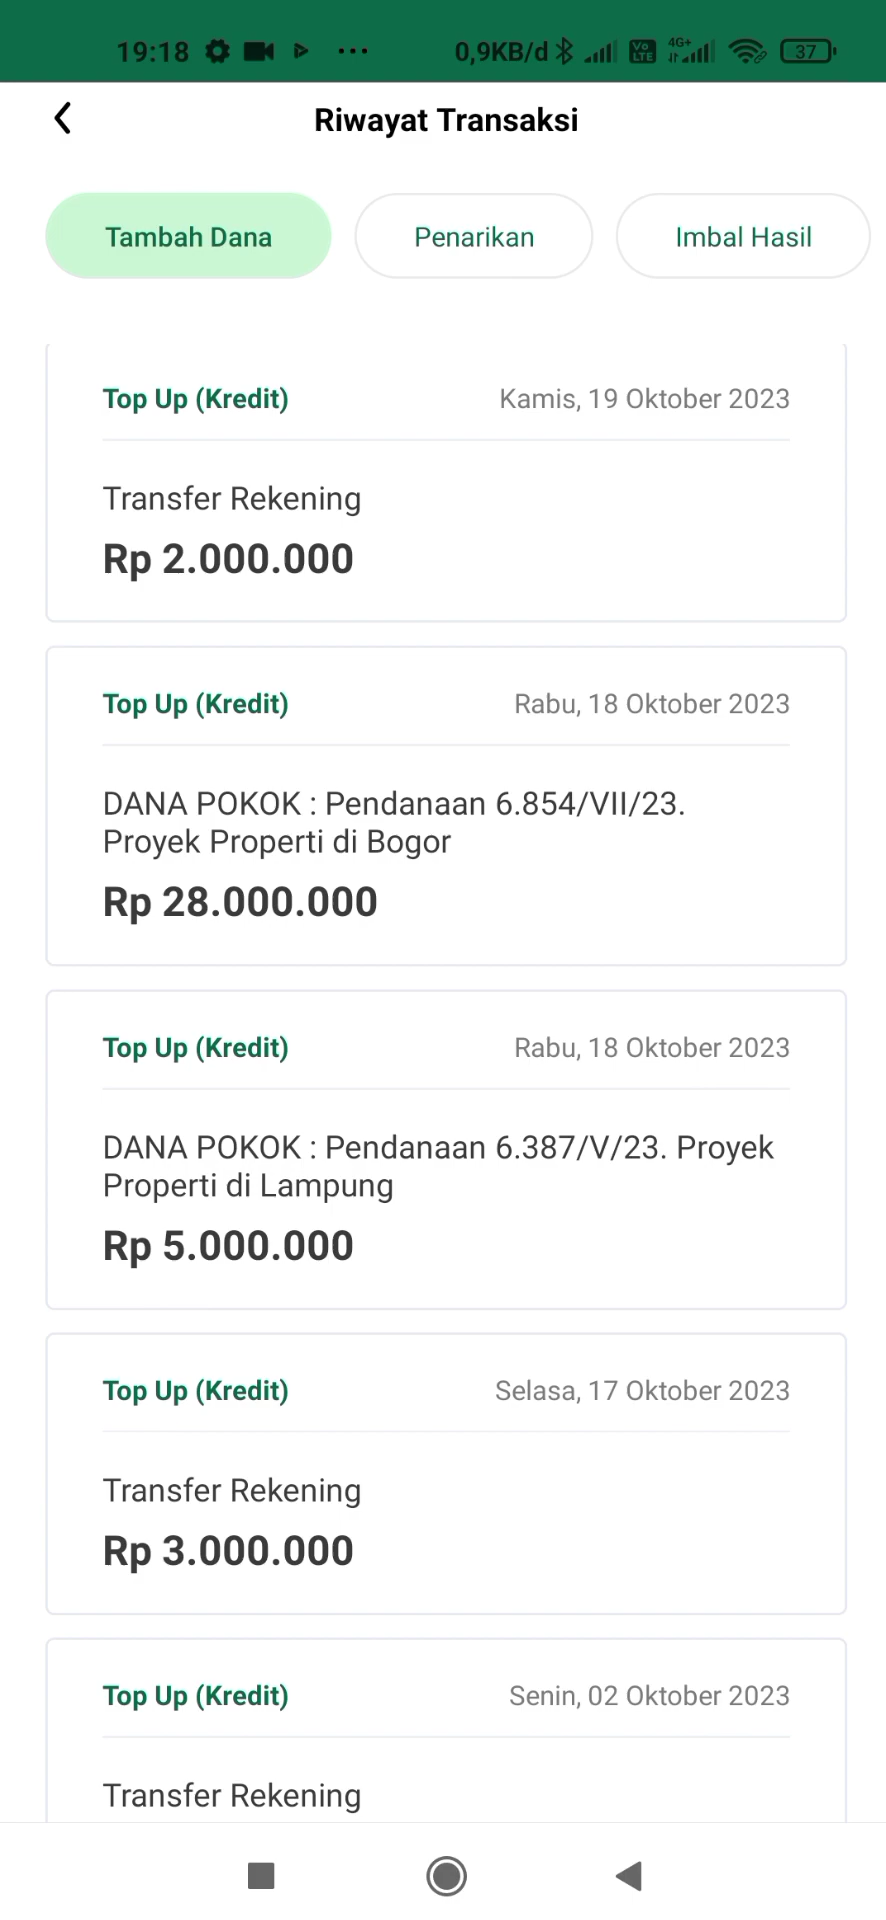 19:18 0,9KB/d Vo LTE 4G+ 37
Riwayat Transaksi
Tambah Dana Penarikan Imbal Hasil
Top Up (Kredit) Kamis, 19 Oktober 2023
Transfer Rekening
Rp 2.000.000
Top Up (Kredit) Rabu, 18 Oktober 2023
DANA POKOK : Pendanaan 6.854/VII/23.
Proyek Properti di Bogor
Rp 28.000.000
Top Up (Kredit) Rabu, 18 Oktober 2023
DANA POKOK : Pendanaan 6.387/V/23. Proyek
Properti di Lampung
Rp 5.000.000
Top Up (Kredit) Selasa, 17 Oktober 2023
Transfer Rekening
Rp 3.000.000
Top Up (Kredit) Senin, 02 Oktober 2023
Transfer Rekening